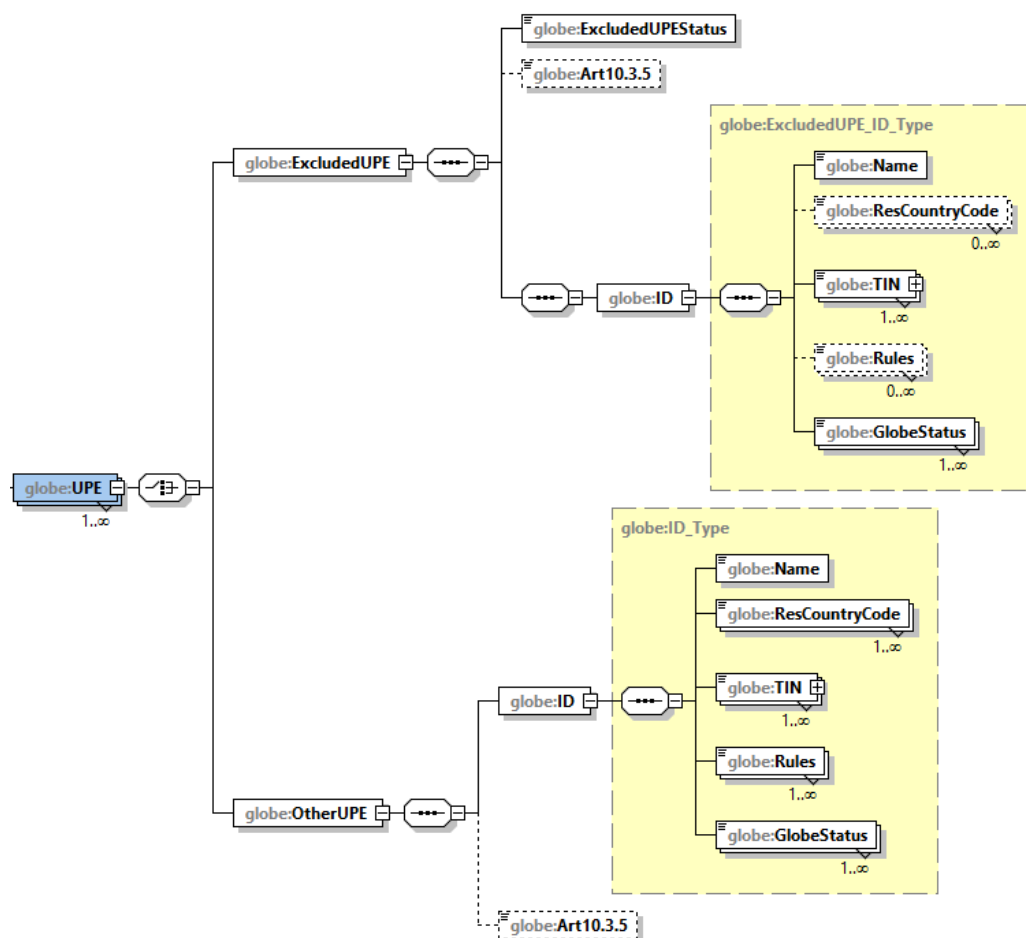 globe:ExcludedUPEStatus
globe:Art10.3.5
globe:ExcludedUPE_ID_Type
globe:ExcludedUPE
globe:Name
globe:ResCountryCode
0..∞
globe:ID
globe:TIN
1..∞
globe:Rules
0..∞
globe:GlobeStatus
1..∞
globe:UPE
1..∞
globe:ID_Type
globe:Name
globe:ResCountryCode
1..∞
globe:ID
globe:TIN
1..∞
globe:Rules
1..∞
globe:OtherUPE
globe:GlobeStatus
1..∞
globe:Art10.3.5